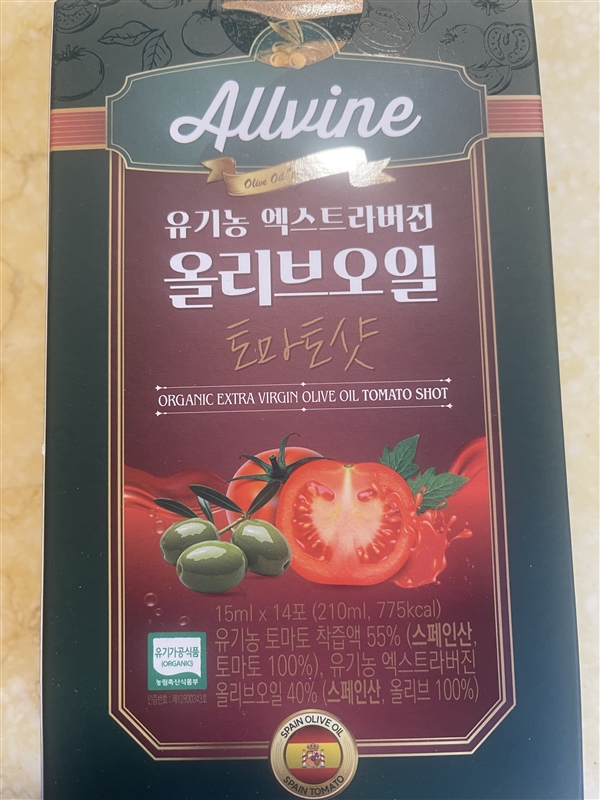 Allvine
Olive Oil
유기농 엑스트라버진
올리브오일
토마토샷
ORGANIC EXTRA VIRGIN OLIVE OIL TOMATO SHOT
15ml x 14포 (210ml, 775kcal)
유기농 토마토 착즙액 55% (스페인산,
토마토 100%), 유기농 엑스트라버진
올리브오일 40% (스페인산, 올리브 100%)
유기가공식품
(ORGANIC)
농림축산식품부
SPAIN OLIVE OIL
SPAIN TOMATO